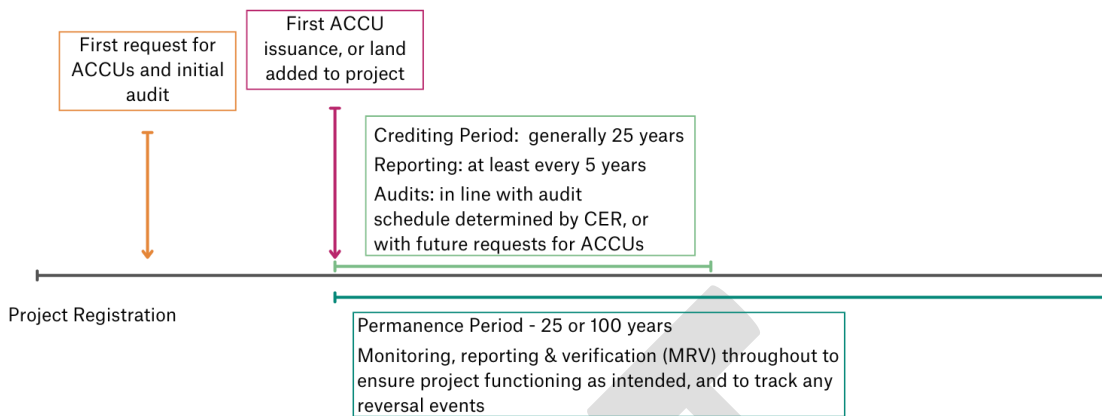 First request for
ACCUs and initial
audit
First ACCU
issuance, or land
added to project
Crediting Period:  generally 25 years
Reporting: at least every 5 years
Audits: in line with audit
schedule determined by CER, or
with future requests for ACCUs
Project Registration
Permanence Period - 25 or 100 years
Monitoring, reporting & verification (MRV) throughout to
ensure project functioning as intended, and to track any
reversal events